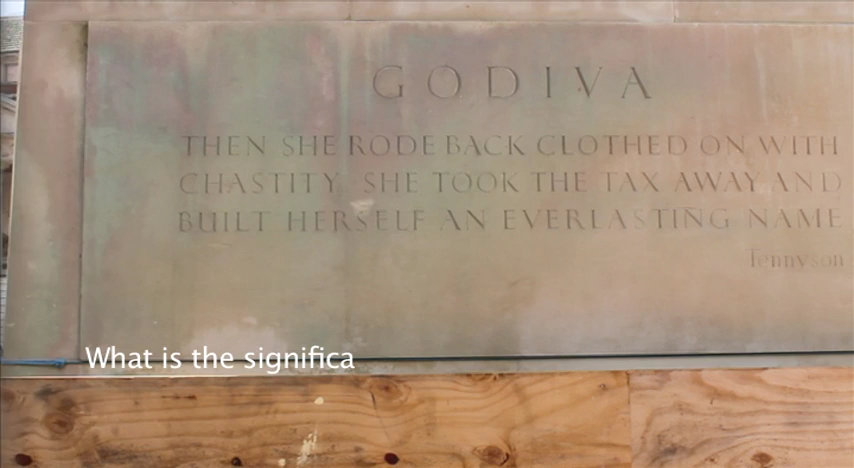 GODIVA
THEN SHE RODE BACK CLOTHED ON WITH
CHASTITY SHE TOOK THE TAX AWAY AND
BUILT HERSELF AN EVERLASTING NAME
Tennyson
What is the significa